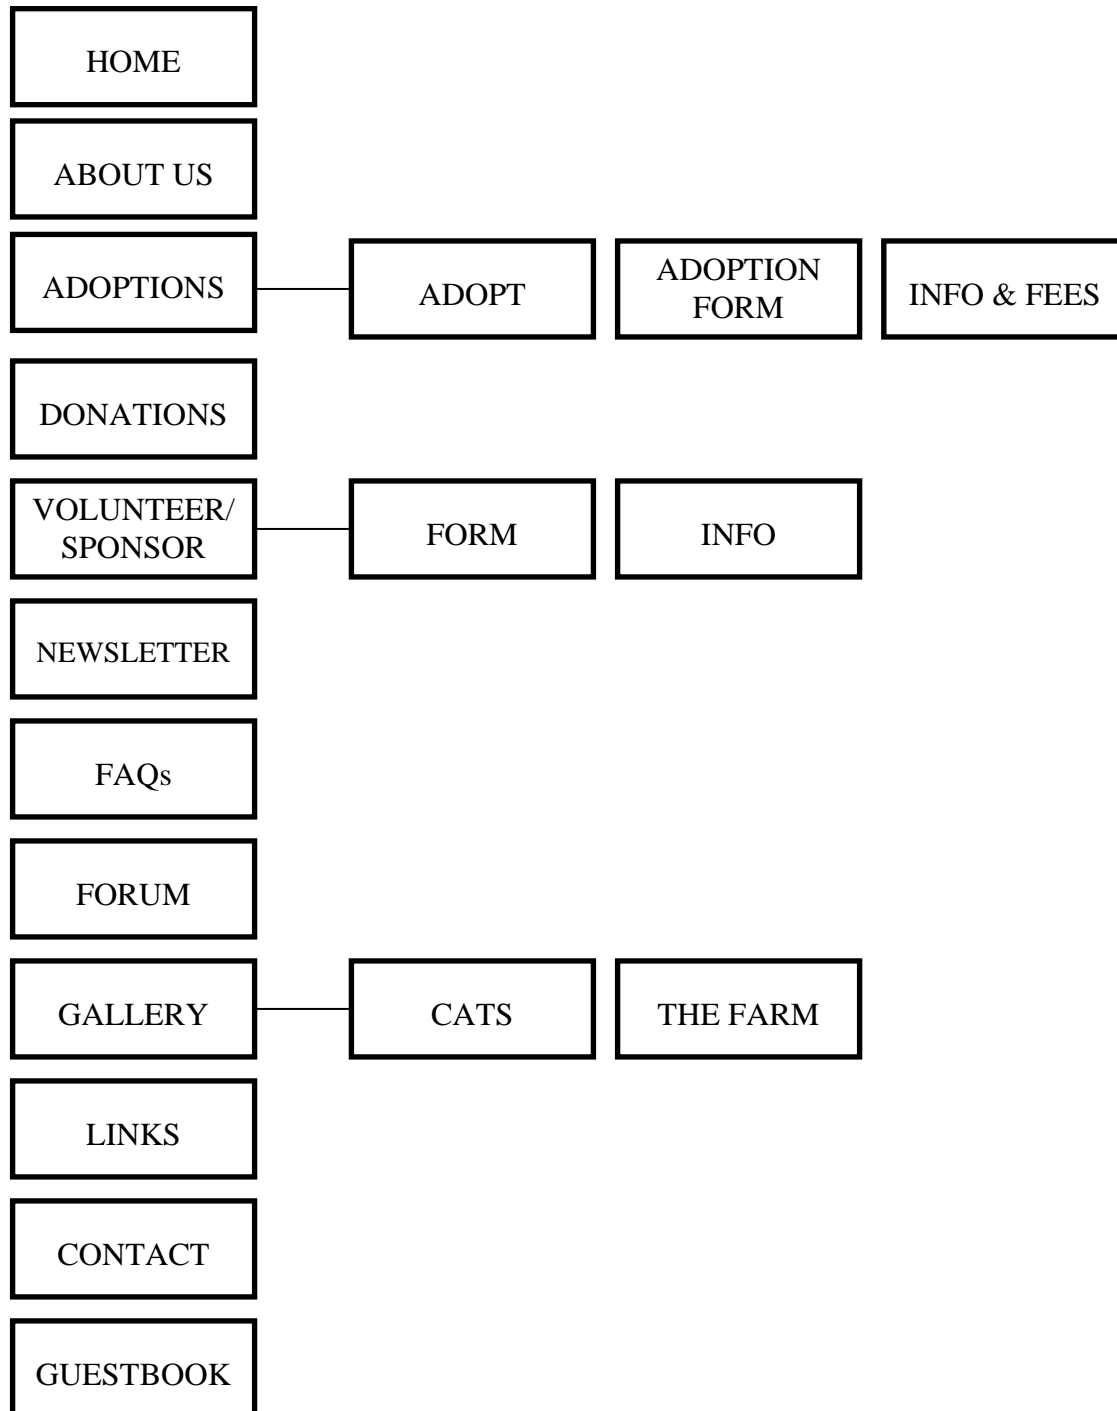 HOME
ABOUT US
ADOPTIONS
ADOPT
ADOPTION
FORM
INFO & FEES
DONATIONS
VOLUNTEER/
SPONSOR
FORM
INFO
NEWSLETTER
FAQs
FORUM
GALLERY
CATS
THE FARM
LINKS
CONTACT
GUESTBOOK